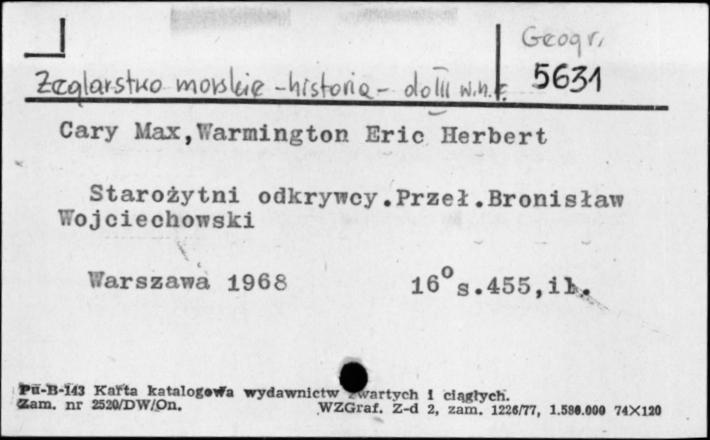 Geogr.
Żeglarstwo morskie - historia - do III w.n.e.
5631
Cary Max,Warmington Eric Herbert
Starożytni odkrywcy.Przeł.Bronisław
Wojciechowski
Warszawa 1968 16° s.455,il.
Pu-B-143 Karta katalogowa wydawnictw zwartych i ciągłych.
Zam. nr 2520/DW/On. WZGraf. Z-d 2, zam. 1226/77, 1.580.000 74X120